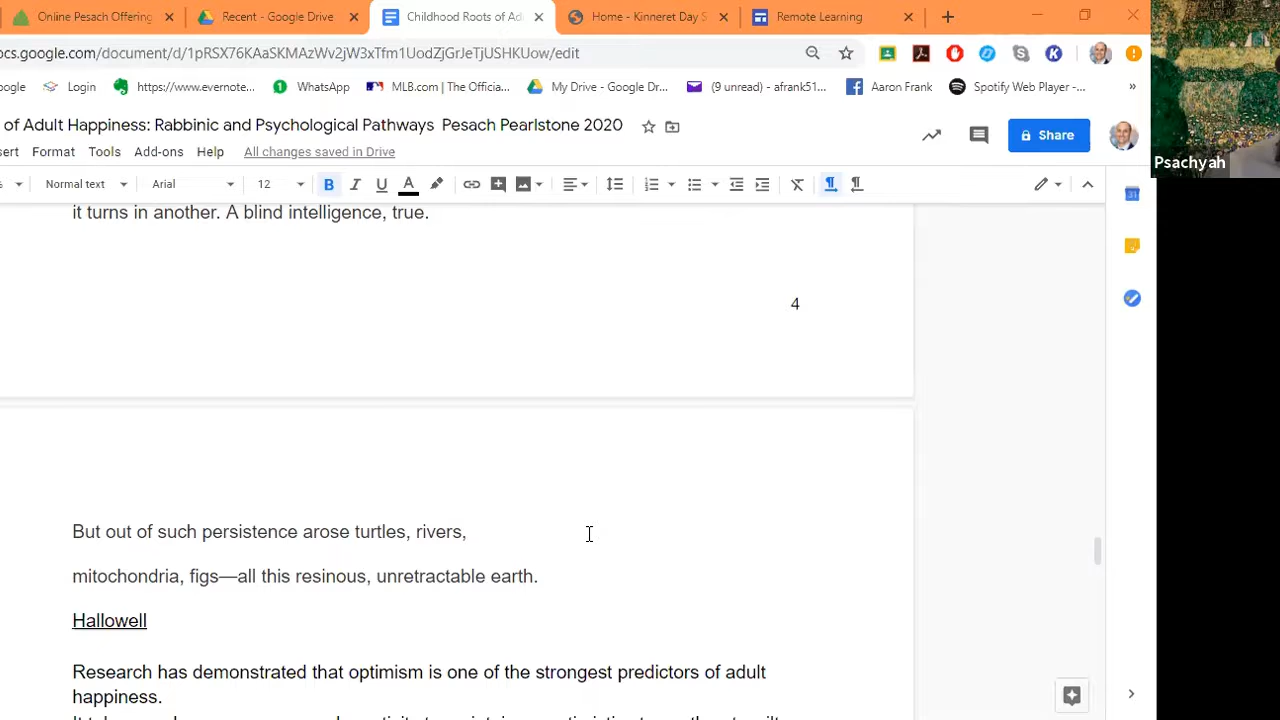 Online Pesach Offering
Recent - Google Drive
Childhood Roots of Ad
Home - Kinneret Day S
Remote Learning
ocs.google.com/document/d/1pRSX76KAaSKMAzWv2jW3xTfm1UodZjGrJeTjUSHKUow/edit
ogle
Login
http://www.evernote...
WhatsApp
MLB.com | The Officia...
My Drive - Google Dr...
(9 unread) - afrank51...
Aaron Frank
Spotify Web Player -...
of Adult Happiness: Rabbinic and Psychological Pathways Pesach Pearlstone 2020
Share
sert Format Tools Add-ons Help All changes saved in Drive
% Normal text Arial 12 B I U A
Psachyah
it turns in another. A blind intelligence, true.
4
But out of such persistence arose turtles, rivers,
mitochondria, figs—all this resinous, unretractable earth.
Hallowell
Research has demonstrated that optimism is one of the strongest predictors of adult
happiness.